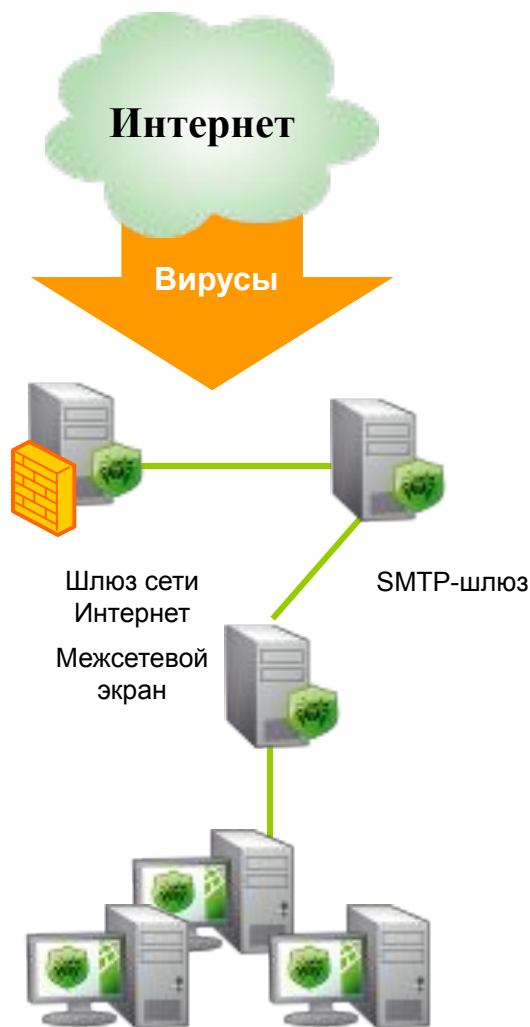 Интернет
Вирусы
Шлюз сети
Интернет
Межсетевой
экран
SMTP-шлюз